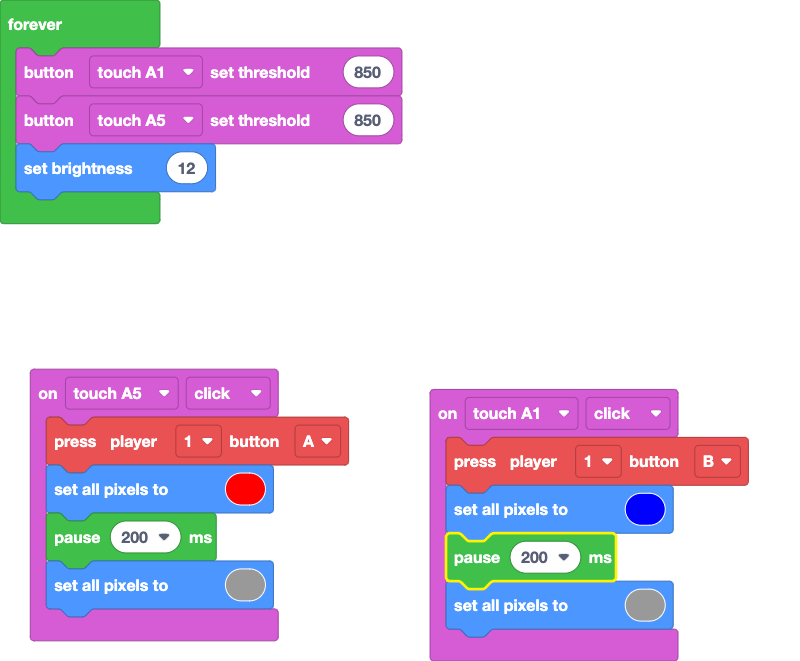 forever
button touch A1 set threshold 850
button touch A5 set threshold 850
set brightness 12
on touch A5 click
press player 1 button A
set all pixels to
pause 200 ms
set all pixels to
on touch A1 click
press player 1 button B
set all pixels to
pause 200 ms
set all pixels to